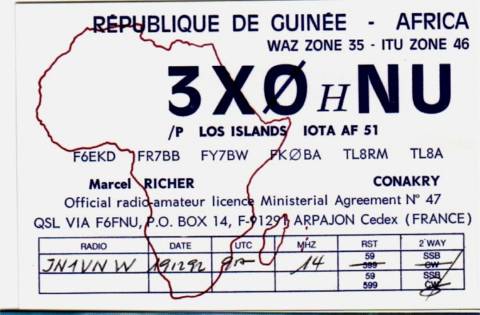 RÉPUBLIQUE DE GUINÉE - AFRICA
WAZ ZONE 35 - ITU ZONE 46
3XØHNU
/P LOS ISLANDS IOTA AF 51
F6EKD FR7BB FY7BW FKØBA TL8RM TL8A
Marcel RICHER CONAKRY
Official radio-amateur licence Ministerial Agreement N° 47
QSL VIA F6FNU, P.O. BOX 14, F-91291 ARPAJON Cedex (FRANCE)
RADIO DATE UTC MHZ RST 2 WAY
JN1VNW 14 59 SSB
599 CW
59 SSB
599 CW